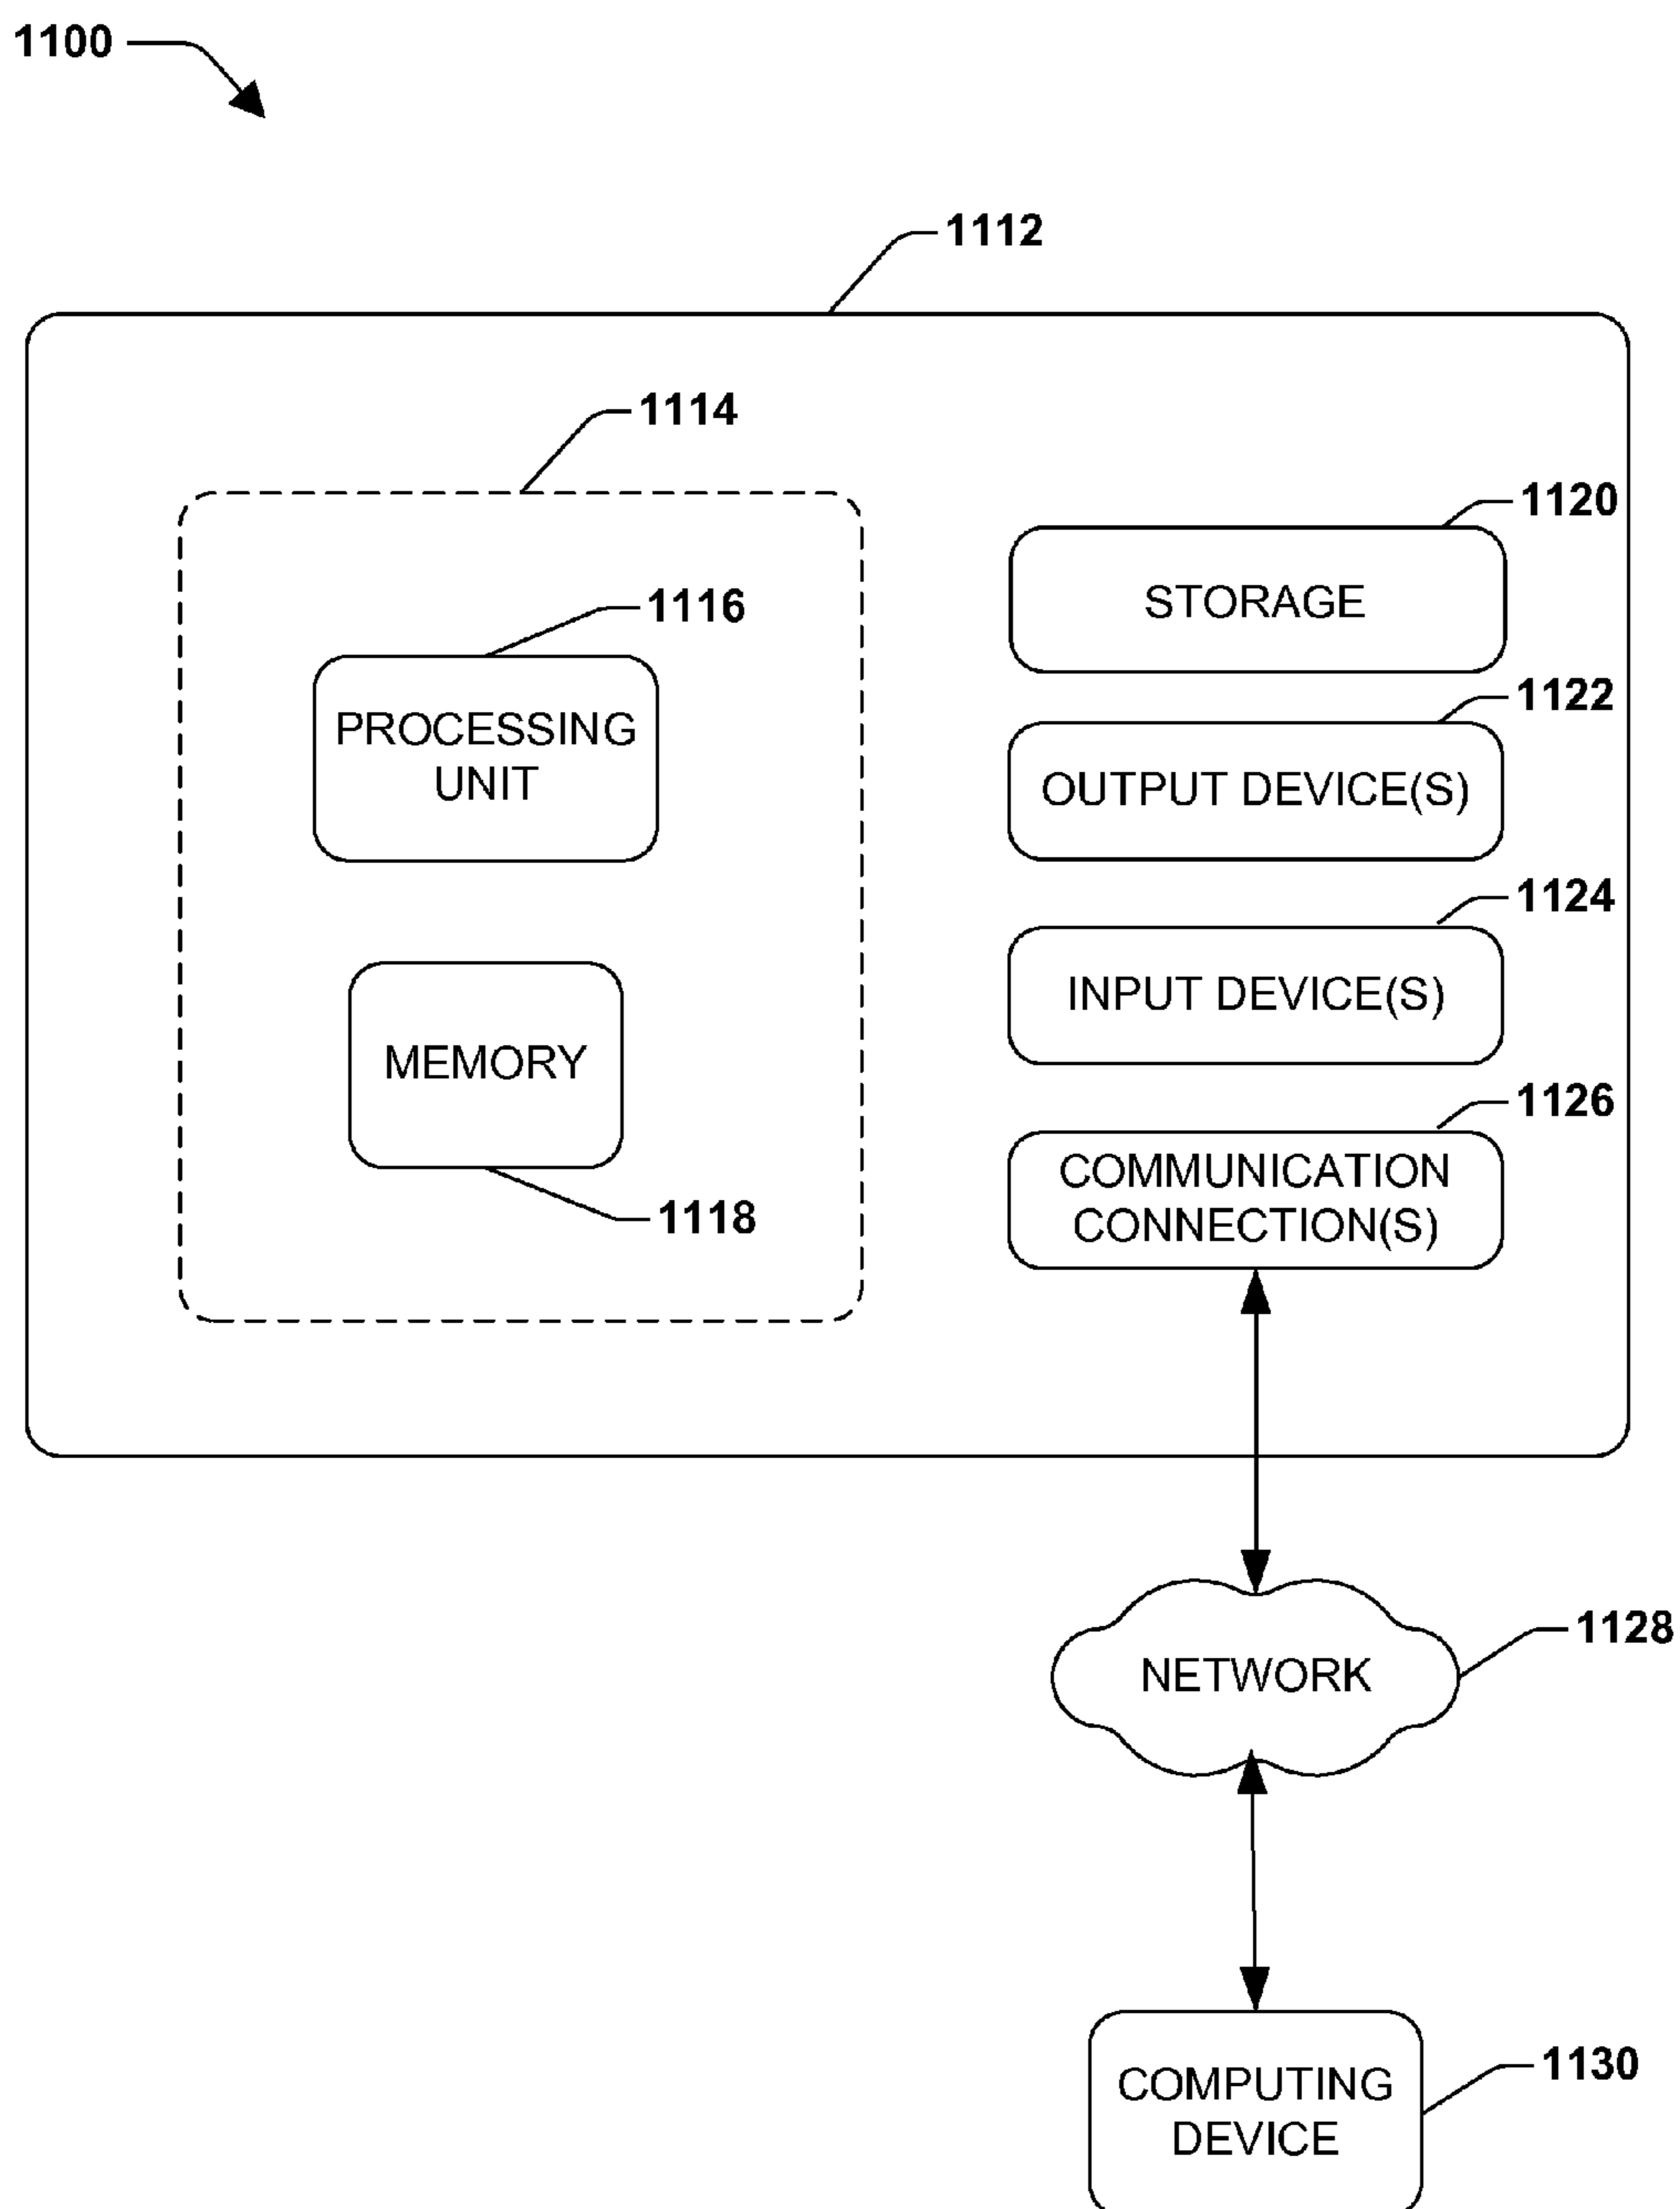 1100
1112
1114
1120
STORAGE
1116
PROCESSING
UNIT
1122
OUTPUT DEVICE(S)
1124
INPUT DEVICE(S)
MEMORY
1118
1126
COMMUNICATION
CONNECTION(S)
1128
NETWORK
1130
COMPUTING
DEVICE